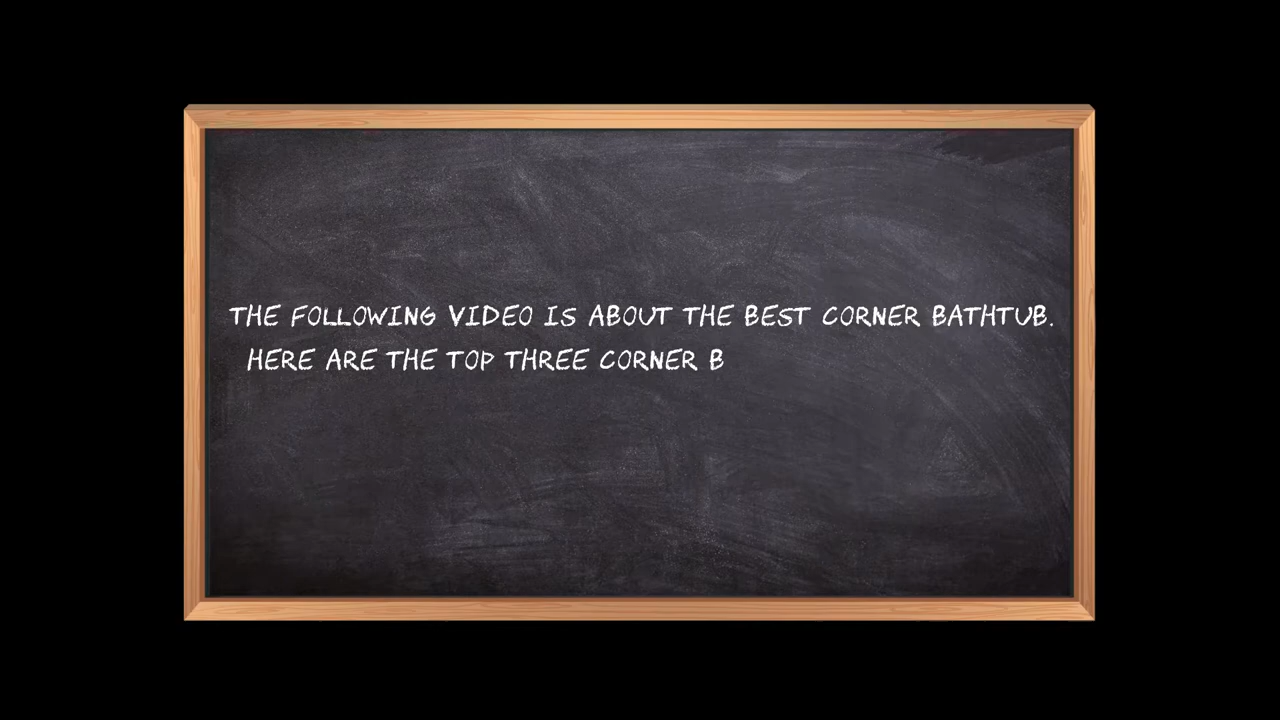 THE FOLLOWING VIDEO IS ABOUT THE BEST CORNER BATHTUB.
HERE ARE THE TOP THREE CORNER B